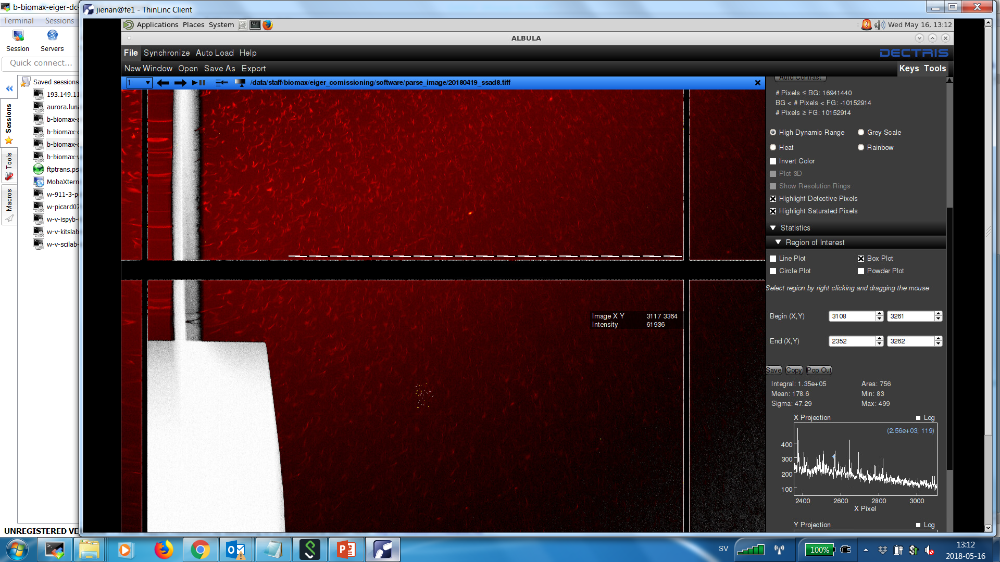 b-biomax-eiger-dc-
Terminal Sessions
Session Servers
Quick connect...
Sessions
Tools
Macros
Saved sessions
193.149.11
aurora.luna
b-biomax-a
b-biomax-
b-biomax-e
b-biomax-v
ftptrans.ps
MobaXterm
w-911-3-p
w-picard07
w-v-ispyb-
w-v-kitslab
w-v-scilab-
UNREGISTERED VE
jienan@fe1 - ThinLinc Client
Applications Places System
Wed May 16, 13:12
ALBULA
File Synchronize Auto Load Help
DECTRIS
New Window Open Save As Export
Keys Tools
1
/data/staff/biomax/eiger_comissioning/software/parse_image/20180419_ssad8.tiff
Image X Y 3117 3364
Intensity 61936
Auto Contrast
# Pixels ≤ BG: 16941440
BG < # Pixels < FG: -10152914
# Pixels ≥ FG: 10152914
High Dynamic Range Grey Scale
Heat Rainbow
Invert Color
Plot 3D
Show Resolution Rings
Highlight Defective Pixels
Highlight Saturated Pixels
Statistics
Region of Interest
Line Plot Box Plot
Circle Plot Powder Plot
Select region by right clicking and dragging the mouse
Begin (X,Y) 3108 3261
End (X,Y) 2352 3262
Save Copy Pop Out
Integral: 1.35e+05 Area: 756
Mean: 178.6 Min: 83
Sigma: 47.29 Max: 499
X Projection Log
(2.56e+03, 119)
400
300
200
100
2400 2600 2800 3000
X Pixel
Y Projection Log
SV
100%
13:12
2018-05-16